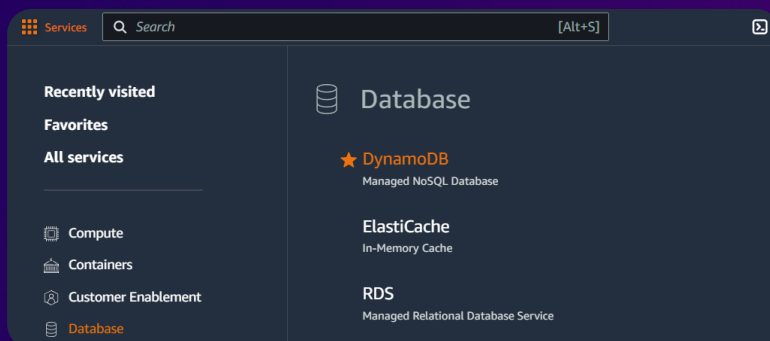 Services
Search [Alt+S]
Recently visited
Favorites
All services
Compute
Containers
Customer Enablement
Database
Database
DynamoDB
Managed NoSQL Database
ElastiCache
In-Memory Cache
RDS
Managed Relational Database Service